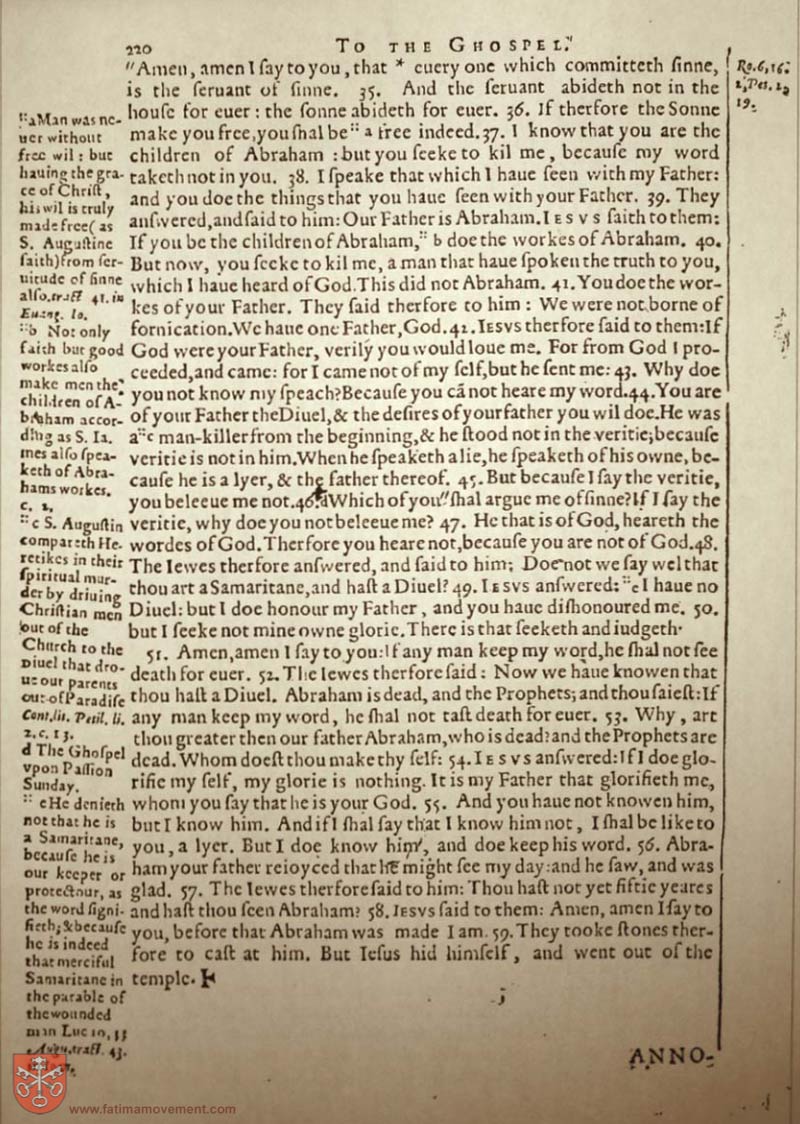 220
TO THE GHOSPEL.
"Amen, amen I ſay to you, that * euery one which committeth ſinne,
is the ſeruant of ſinne. 35. And the ſeruant abideth not in the
houſe for euer: the ſonne abideth for euer. 36. If therfore the Sonne
make you free, you ſhal be :: a free indeed. 37. I know that you are the
children of Abraham : but you ſeeke to kil me, becauſe my word
taketh not in you. 38. I ſpeake that which I haue ſeen with my Father:
and you doe the things that you haue ſeen with your Father. 39. They
anſwered, and ſaid to him: Our Father is Abraham. IESVS ſaith to them:
If you be the children of Abraham, :: b doe the workes of Abraham. 40.
But now, you ſeeke to kil me, a man that haue ſpoken the truth to you,
which I haue heard of God. This did not Abraham. 41. You doe the wor-
kes of your Father. They ſaid therfore to him : We were not borne of
fornication. We haue one Father, God. 42. IESVS therfore ſaid to them: If
God were your Father, verily you would loue me. For from God I pro-
ceeded, and came: for I came not of my ſelf, but he ſent me: 43. Why doe
you not know my ſpeach? Becauſe you cā not heare my word. 44. You are
of your Father the Diuel, & the deſires of your father you wil doe. He was
a :: c man-killer from the beginning, & he ſtood not in the veritie; becauſe
veritie is not in him. When he ſpeaketh a lie, he ſpeaketh of his owne, be-
cauſe he is a lyer, & the father thereof. 45. But becauſe I ſay the veritie,
you beleeue me not. 46. d Which of you "ſhal argue me of ſinne? If I ſay the
veritie, why doe you not beleeue me? 47. He that is of God, heareth the
wordes of God. Therfore you heare not, becauſe you are not of God. 48.
The Iewes therfore anſwered, and ſaid to him; Doe not we ſay wel that
thou art a Samaritane, and haſt a Diuel? 49. IESVS anſwered: :: e I haue no
Diuel: but I doe honour my Father, and you haue diſhonoured me. 50.
but I ſeeke not mine owne glorie. There is that ſeeketh and iudgeth.
51. Amen, amen I ſay to you: If any man keep my word, he ſhal not ſee
death for euer. 52. The Iewes therfore ſaid : Now we haue knowen that
thou haſt a Diuel. Abraham is dead, and the Prophets; and thou ſaieſt: If
any man keep my word, he ſhal not taſt death for euer. 53. Why, art
thou greater then our father Abraham, who is dead? and the Prophets are
dead. Whom doeſt thou make thy ſelf: 54. IESVS anſwered: If I doe glo-
rifie my ſelf, my glorie is nothing. It is my Father that glorifieth me,
whom you ſay that he is your God. 55. And you haue not knowen him,
but I know him. And if I ſhal ſay that I know him not, I ſhal be like to
you, a lyer. But I doe know him, and doe keep his word. 56. Abra-
ham your father reioyced that he might ſee my day: and he ſaw, and was
glad. 57. The Iewes therfore ſaid to him: Thou haſt not yet fiftie yeares
and haſt thou ſeen Abraham? 58. IESVS ſaid to them: Amen, amen I ſay to
you, before that Abraham was made I am. 59. They tooke ſtones ther-
fore to caſt at him. But Ieſus hid himſelf, and went out of the
temple.
:: a Man was ne-
uer without
free wil : but
hauing the gra-
ce of Chriſt,
his wil is truly
made free (as
S. Auguſtine
ſaith) from ſer-
uitude of ſinne
alſo. tract. 41. in
Euang. Io.
:: b Not only
faith but good
workes alſo
make men the
children of A-
braham accor-
ding as S. Ia-
mes alſo ſpea-
keth of Abra-
hams workes.
c. 2.
:: c S. Auguſtin
compareth He-
retikes in their
ſpiritual mur-
der by driuing
Chriſtian men
out of the
Church to the
Diuel that dro-
ue our parents
out of Paradiſe
Cont. lit. Petil. li.
2. c. 13.
d The Ghoſpel
vpon Paſſion
Sunday.
:: e He denieth
not that he is
a Samaritane,
becauſe he is
our keeper or
protectour, as
the word ſigni-
fieth; & becauſe
he is indeed
that merciful
Samaritane in
the parable of
the wounded
man Luc 10, 33
Augu. tract. 43.
Ro. 6, 16.
2. Pet. 2,
19.
ANNO-
www.fatimamovement.com